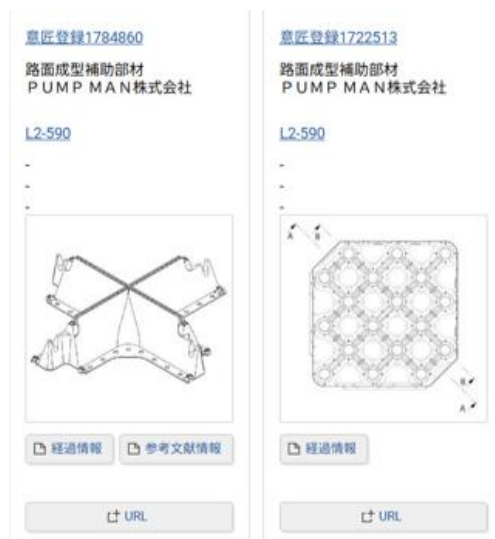 意匠登録1784860
路面成型補助部材
ＰＵＭＰ ＭＡＮ株式会社
L2-590
-
-
-
経過情報
参考文献情報
URL
意匠登録1722513
路面成型補助部材
ＰＵＭＰ ＭＡＮ株式会社
L2-590
-
-
-
A
B
B
A
経過情報
URL